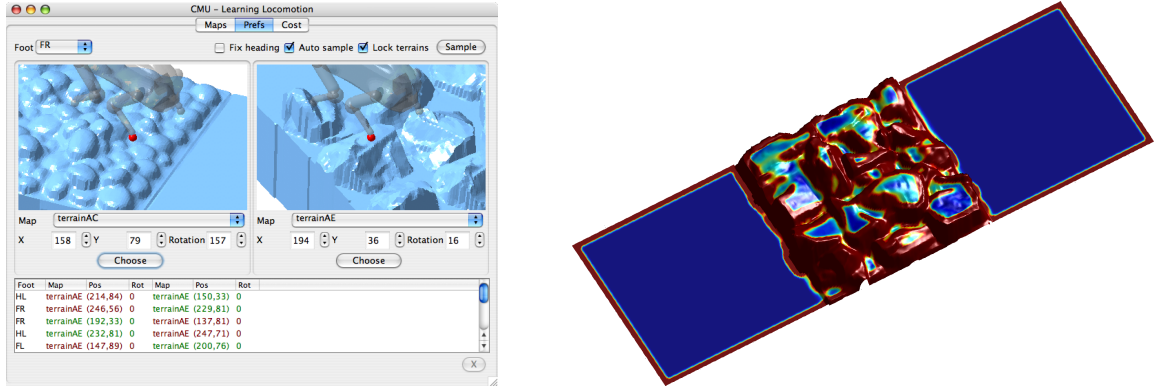 CMU – Learning Locomotion
Maps Prefs Cost
Foot FR Fix heading Auto sample Lock terrains Sample
Map terrainAC Map terrainAE
X 158 Y 79 Rotation 157 X 194 Y 36 Rotation 16
Choose Choose
Foot Map Pos Rot Map Pos Rot
HL terrainAE (214,84) 0 terrainAE (150,33) 0
FR terrainAE (246,56) 0 terrainAE (229,81) 0
FR terrainAE (192,33) 0 terrainAE (137,81) 0
HL terrainAE (232,81) 0 terrainAE (247,71) 0
FL terrainAE (147,89) 0 terrainAE (200,76) 0
X